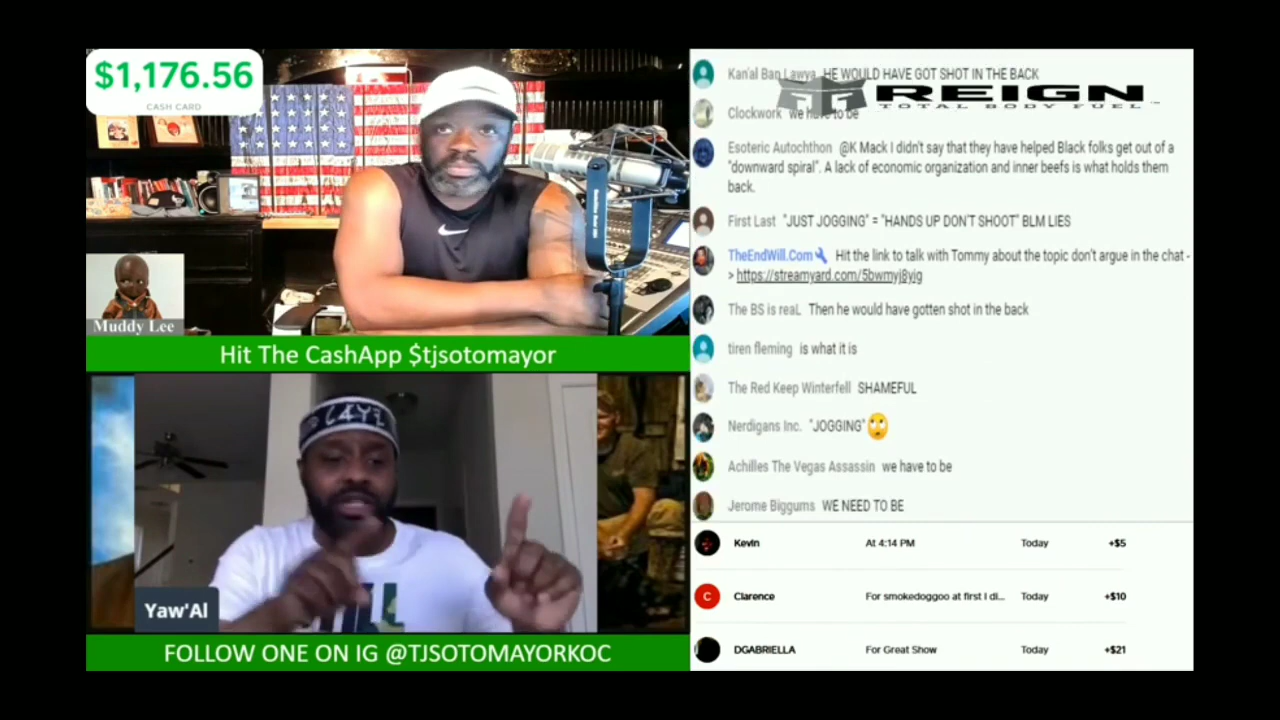 $1,176.56
CASH CARD
Muddy Lee
Hit The CashApp $tjsotomayor
Yaw'Al
FOLLOW ONE ON IG @TJSOTOMAYORKOC
REIGN
TOTAL BODY FUEL
Kan'al Ban Lawya HE WOULD HAVE GOT SHOT IN THE BACK
Clockwork we have to be
Esoteric Autochthon @K Mack I didn't say that they have helped Black folks get out of a
"downward spiral". A lack of economic organization and inner beefs is what holds them
back.
First Last "JUST JOGGING" = "HANDS UP DON'T SHOOT" BLM LIES
TheEndWill.Com Hit the link to talk with Tommy about the topic don't argue in the chat -
> https://streamyard.com/5bwmyj8yig
The BS is reaL Then he would have gotten shot in the back
tiren fleming is what it is
The Red Keep Winterfell SHAMEFUL
Nerdigans Inc. "JOGGING"
Achilles The Vegas Assassin we have to be
Jerome Biggums WE NEED TO BE
Kevin At 4:14 PM Today +$5
C Clarence For smokedoggoo at first I di... Today +$10
DGABRIELLA For Great Show Today +$21